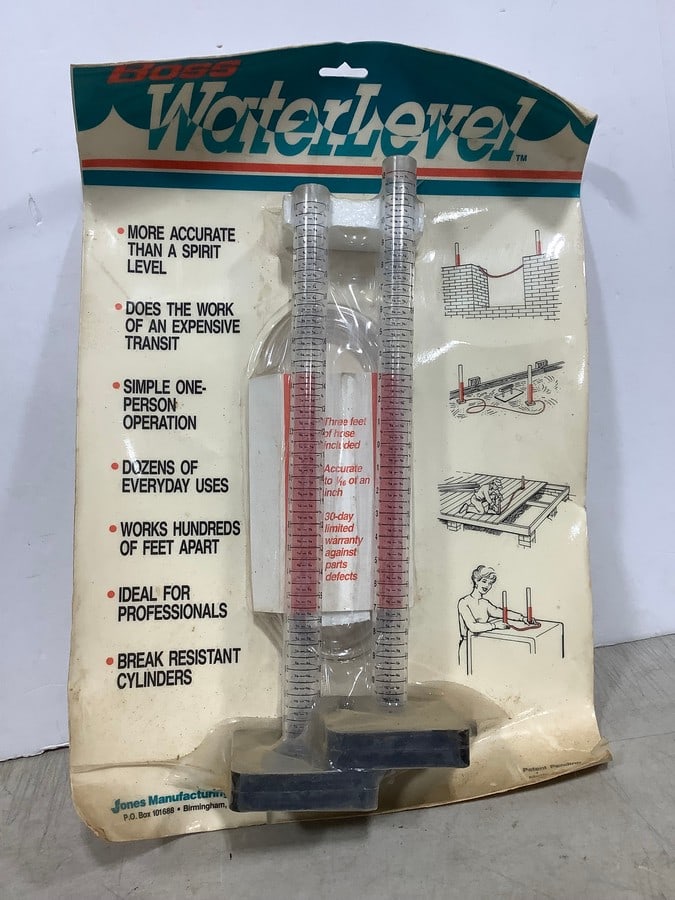 Boss
WaterLevel
TM
• MORE ACCURATE
THAN A SPIRIT
LEVEL
• DOES THE WORK
OF AN EXPENSIVE
TRANSIT
• SIMPLE ONE-
PERSON
OPERATION
• DOZENS OF
EVERYDAY USES
• WORKS HUNDREDS
OF FEET APART
• IDEAL FOR
PROFESSIONALS
• BREAK RESISTANT
CYLINDERS
Three feet
of hose
included
Accurate
to 1/16 of an
inch
30-day
limited
warranty
against
parts
defects
Jones Manufacturin
P.O. Box 101688 • Birmingham,
Patent Pending